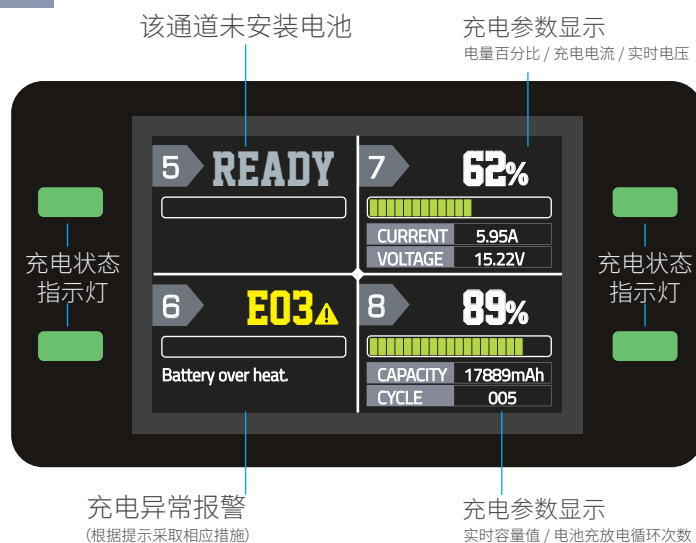 该通道未安装电池
充电参数显示
电量百分比 / 充电电流 / 实时电压
5 READY
7 62%
CURRENT 5.95A
VOLTAGE 15.22V
充电状态
指示灯
充电状态
指示灯
6 E03
Battery over heat.
8 89%
CAPACITY 17889mAh
CYCLE 005
充电异常报警
(根据提示采取相应措施)
充电参数显示
实时容量值 / 电池充放电循环次数